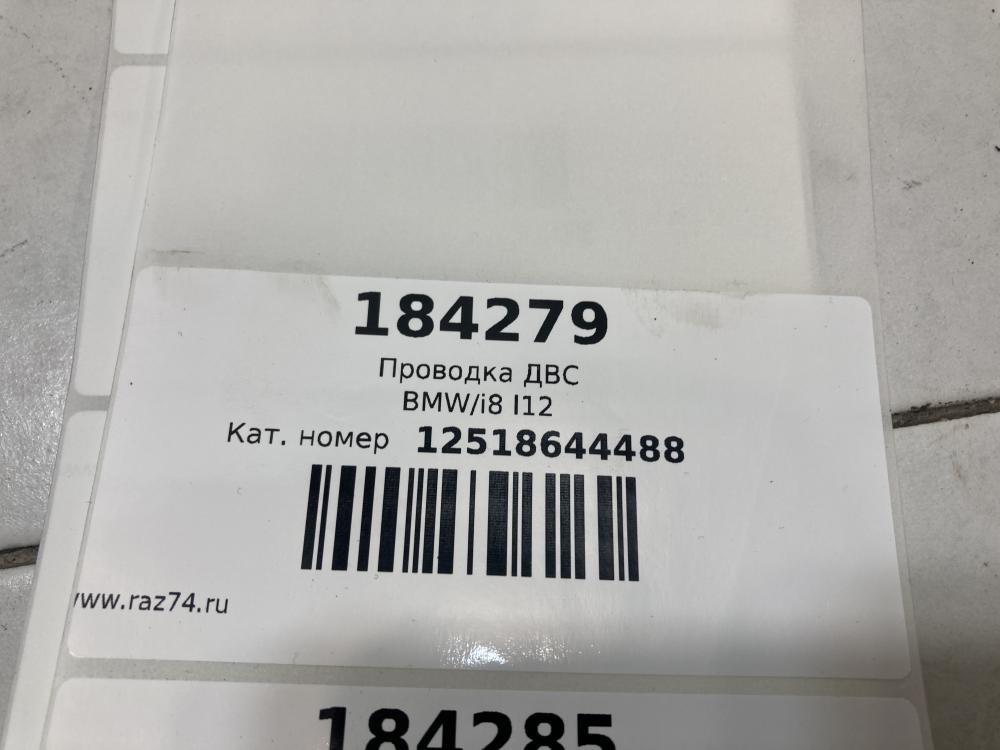 184279
Проводка ДВС
BMW/i8 I12
Кат. номер 12518644488
www.raz74.ru
184285